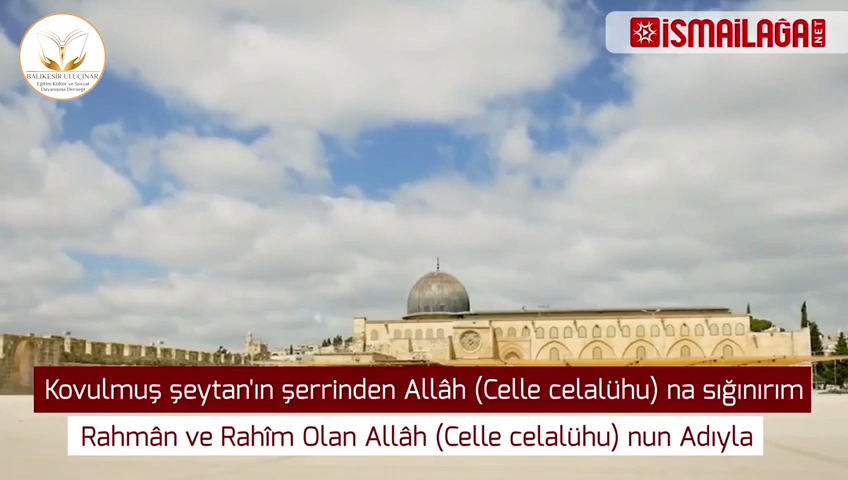 BALIKESİR ULUÇINAR
Eğitim Kültür ve Sosyal
Dayanışma Derneği
İSMAİLAĞA.NET
Kovulmuş şeytan'ın şerrinden Allâh (Celle celalühu) na sığınırım
Rahmân ve Rahîm Olan Allâh (Celle celalühu) nun Adıyla